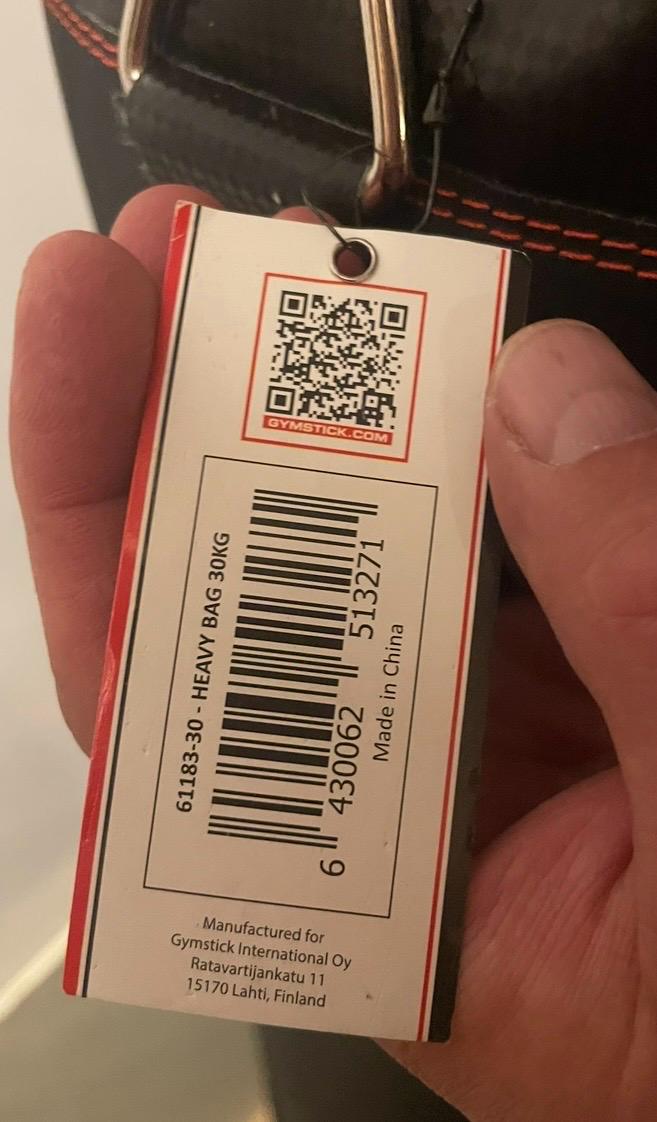 GYMSTICK.COM
61183-30 - HEAVY BAG 30KG
6 430062 513271
Made in China
Manufactured for
Gymstick International Oy
Ratavartijankatu 11
15170 Lahti, Finland